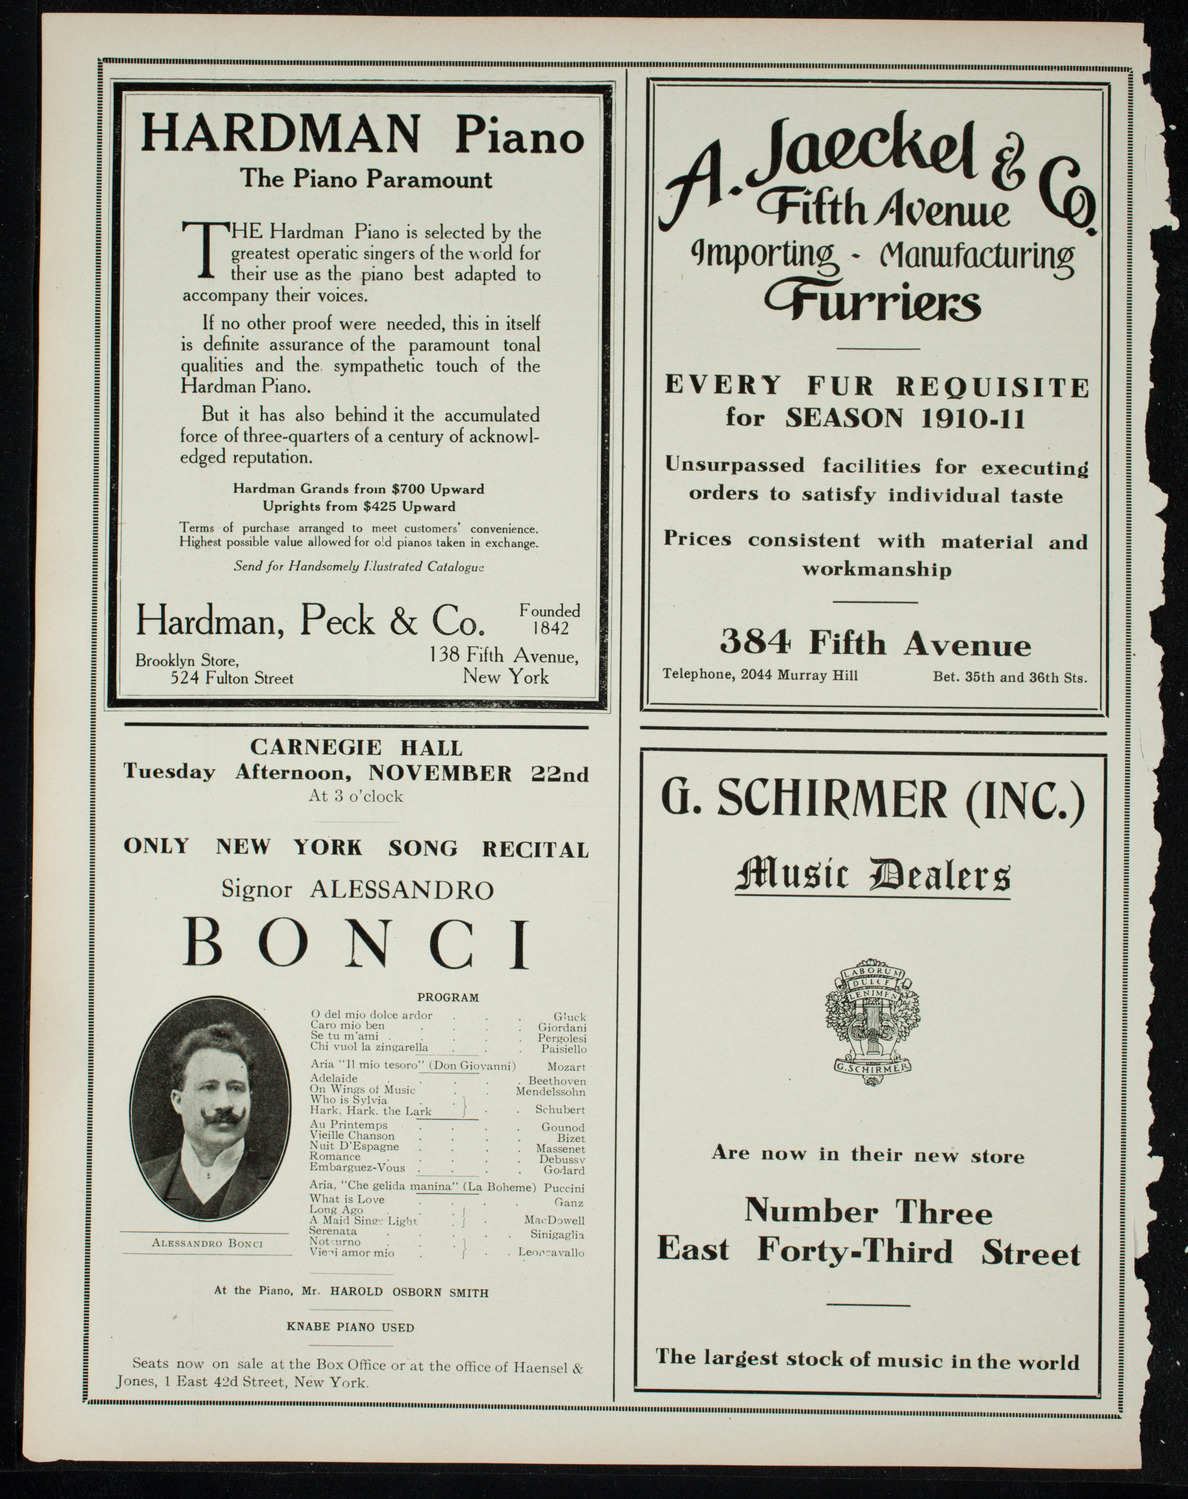 HARDMAN Piano
The Piano Paramount
THE Hardman Piano is selected by the
greatest operatic singers of the world for
their use as the piano best adapted to
accompany their voices.
If no other proof were needed, this in itself
is definite assurance of the paramount tonal
qualities and the sympathetic touch of the
Hardman Piano.
But it has also behind it the accumulated
force of three-quarters of a century of acknowl-
edged reputation.
Hardman Grands from $700 Upward
Uprights from $425 Upward
Terms of purchase arranged to meet customers' convenience.
Highest possible value allowed for old pianos taken in exchange.
Send for Handsomely Illustrated Catalogue
Hardman, Peck & Co. Founded 1842
Brooklyn Store,
524 Fulton Street
138 Fifth Avenue,
New York
CARNEGIE HALL
Tuesday Afternoon, NOVEMBER 22nd
At 3 o'clock
ONLY NEW YORK SONG RECITAL
Signor ALESSANDRO
BONCI
ALESSANDRO BONCI
PROGRAM
O del mio dolce ardor . . . Gluck
Caro mio ben . . . . Giordani
Se tu m'ami . . . . . Pergolesi
Chi vuol la zingarella . . . Paisiello
Aria "Il mio tesoro" (Don Giovanni) Mozart
Adelaide . . . . . Beethoven
On Wings of Music . . Mendelssohn
Who is Sylvia . .
Hark, Hark, the Lark } . . Schubert
Au Printemps . . . . Gounod
Vieille Chanson . . . . Bizet
Nuit D'Espagne . . . . Massenet
Romance . . . . . Debussy
Embarguez-Vous . . . . Godard
Aria, "Che gelida manina" (La Boheme) Puccini
What is Love . . . . Ganz
Long Ago .
A Maid Sings Light } . MacDowell
Serenata . . . . Sinigaglia
Notturno .
Vieni amor mio . } . . Leoncavallo
At the Piano, Mr. HAROLD OSBORN SMITH
KNABE PIANO USED
Seats now on sale at the Box Office or at the office of Haensel &
Jones, 1 East 42d Street, New York.
A. Jaeckel & Co.
Fifth Avenue
Importing - Manufacturing
Furriers
EVERY FUR REQUISITE
for SEASON 1910-11
Unsurpassed facilities for executing
orders to satisfy individual taste
Prices consistent with material and
workmanship
384 Fifth Avenue
Telephone, 2044 Murray Hill Bet. 35th and 36th Sts.
G. SCHIRMER (INC.)
Music Dealers
LABORUM
DULCE
LENIMEN
G. SCHIRMER
Are now in their new store
Number Three
East Forty-Third Street
The largest stock of music in the world